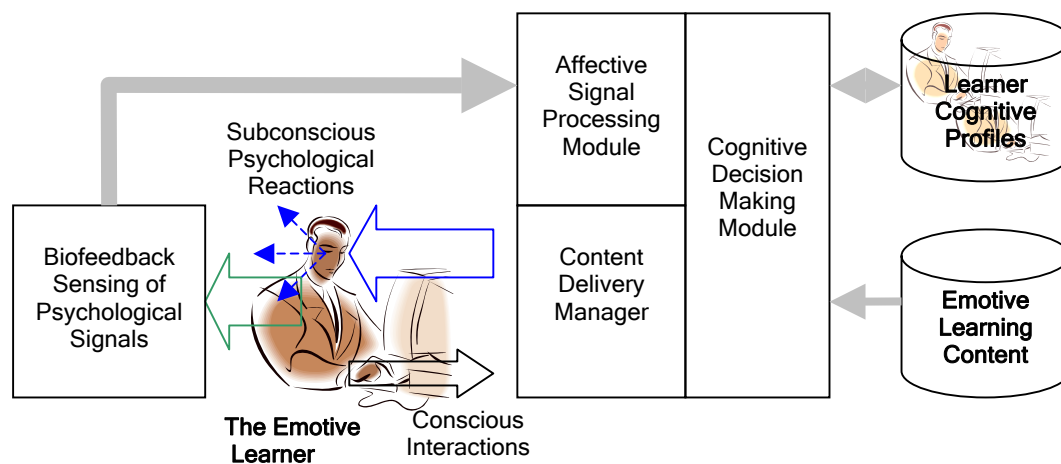 Affective
Signal
Processing
Module
Learner
Cognitive
Profiles
Subconscious
Psychological
Reactions
Cognitive
Decision
Making
Module
Biofeedback
Sensing of
Psychological
Signals
Content
Delivery
Manager
Emotive
Learning
Content
The Emotive
Learner
Conscious
Interactions